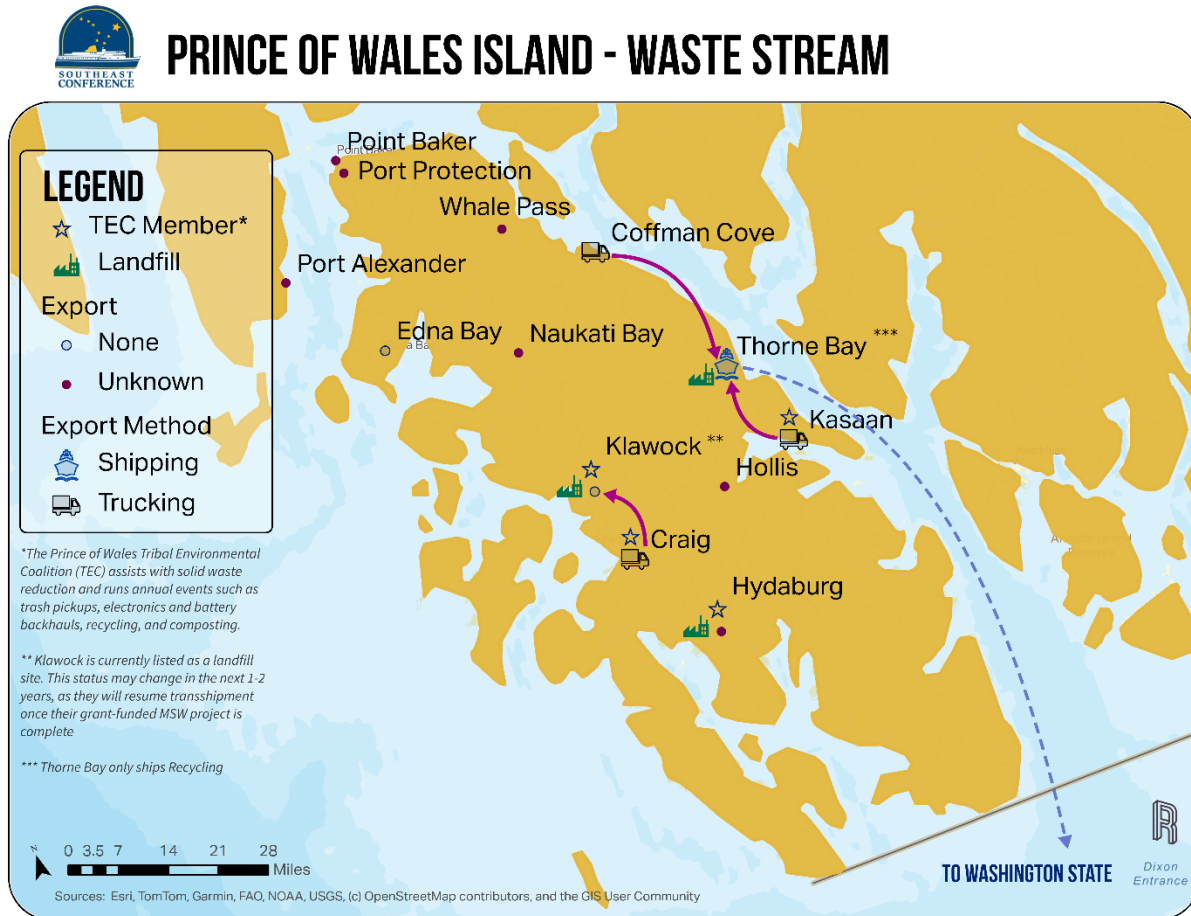 SOUTHEAST
CONFERENCE
PRINCE OF WALES ISLAND - WASTE STREAM
LEGEND
TEC Member*
Landfill
Export
None
Unknown
Export Method
Shipping
Trucking
*The Prince of Wales Tribal Environmental
Coalition (TEC) assists with solid waste
reduction and runs annual events such as
trash pickups, electronics and battery
backhauls, recycling, and composting.
** Klawock is currently listed as a landfill
site. This status may change in the next 1-2
years, as they will resume transshipment
once their grant-funded MSW project is
complete
*** Thorne Bay only ships Recycling
Point Baker
Port Protection
Whale Pass
Coffman Cove
Port Alexander
Edna Bay
Naukati Bay
Thorne Bay ***
Kasaan
Klawock **
Hollis
Craig
Hydaburg
N
0 3.5 7 14 21 28
Miles
TO WASHINGTON STATE
Dixon
Entrance
Sources: Esri, TomTom, Garmin, FAO, NOAA, USGS, (c) OpenStreetMap contributors, and the GIS User Community